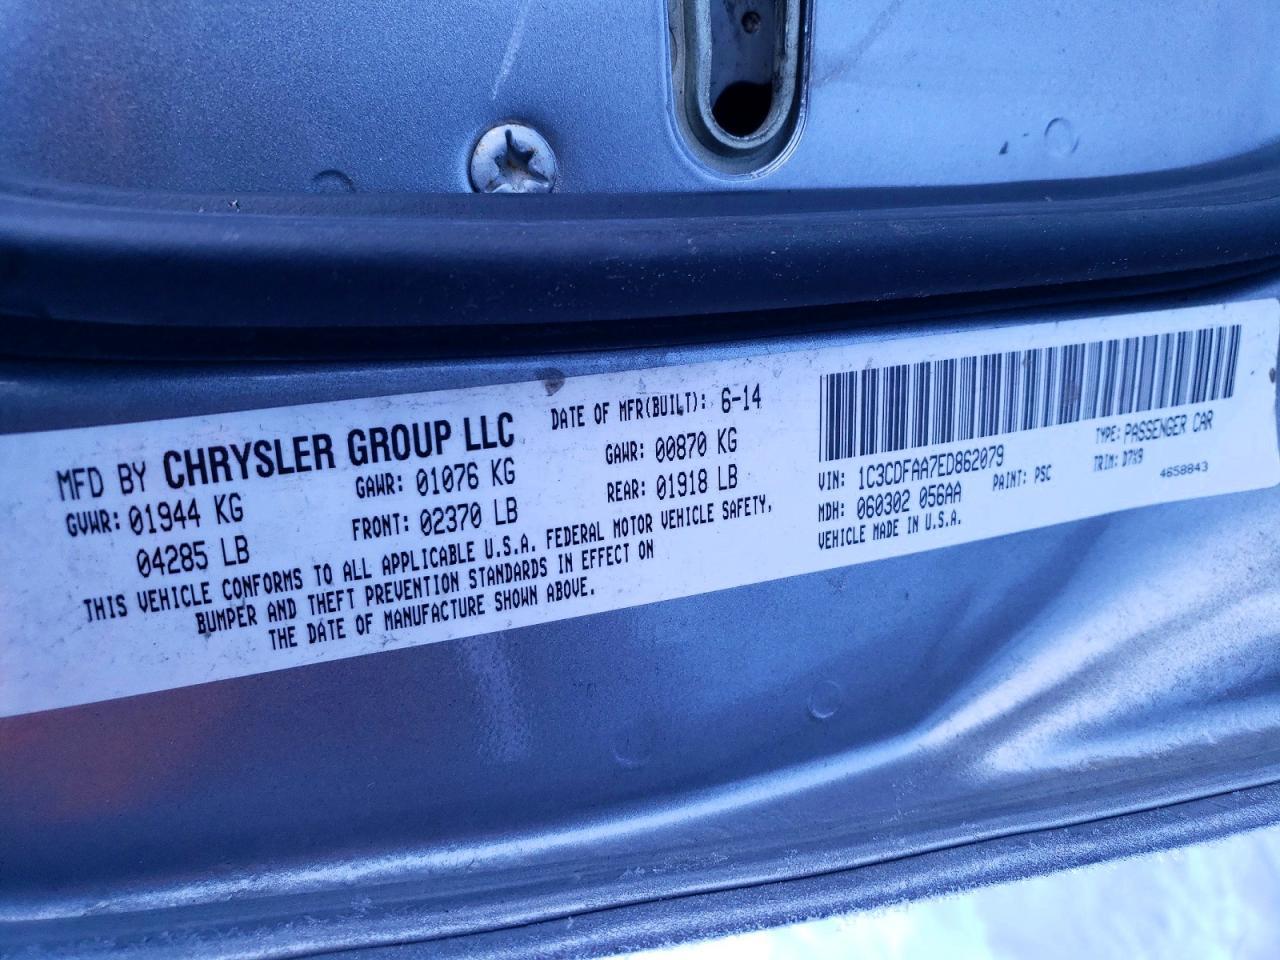 MFD BY CHRYSLER GROUP LLC DATE OF MFR(BUILT): 6-14
GVWR: 01944 KG GAWR: 01076 KG GAWR: 00870 KG
04285 LB FRONT: 02370 LB REAR: 01918 LB
THIS VEHICLE CONFORMS TO ALL APPLICABLE U.S.A. FEDERAL MOTOR VEHICLE SAFETY,
BUMPER AND THEFT PREVENTION STANDARDS IN EFFECT ON
THE DATE OF MANUFACTURE SHOWN ABOVE.
VIN: 1C3CDFAA7ED862079 TYPE: PASSENGER CAR
MDH: 060302 056AA PAINT: PSC TRIM: D7X9
VEHICLE MADE IN U.S.A. 4658843